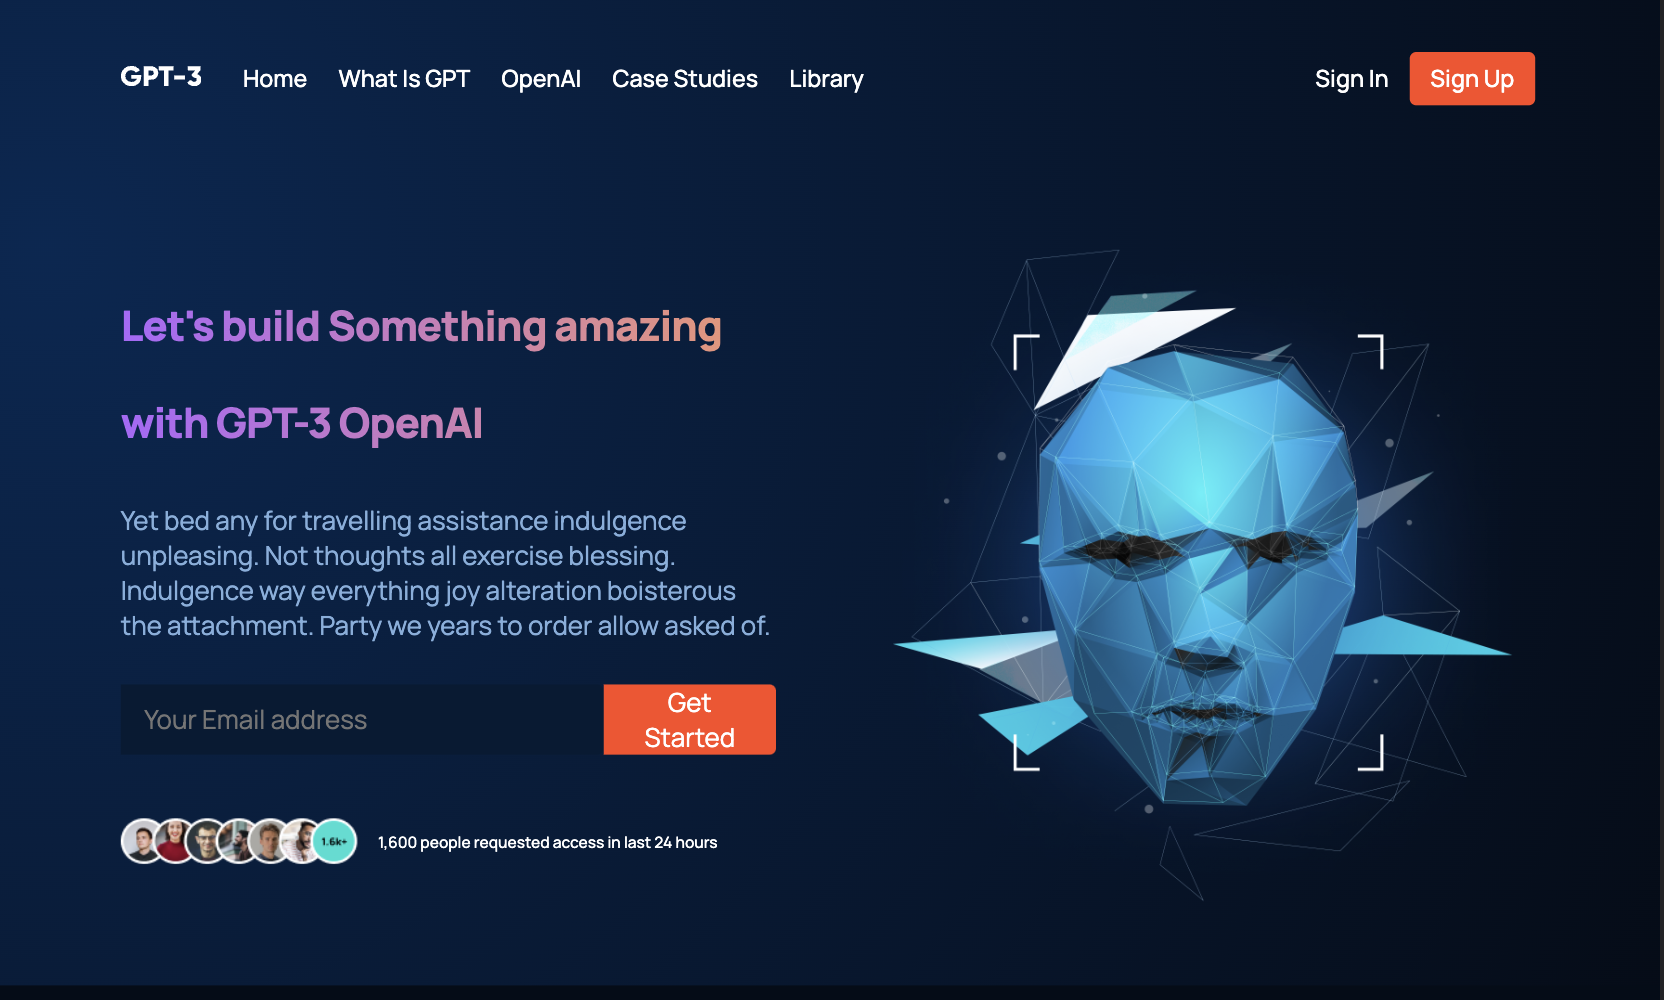 GPT-3 Home What Is GPT OpenAI Case Studies Library Sign In Sign Up
Let's build Something amazing
with GPT-3 OpenAI
Yet bed any for travelling assistance indulgence
unpleasing. Not thoughts all exercise blessing.
Indulgence way everything joy alteration boisterous
the attachment. Party we years to order allow asked of.
Your Email address
Get
Started
1.6k+
1,600 people requested access in last 24 hours